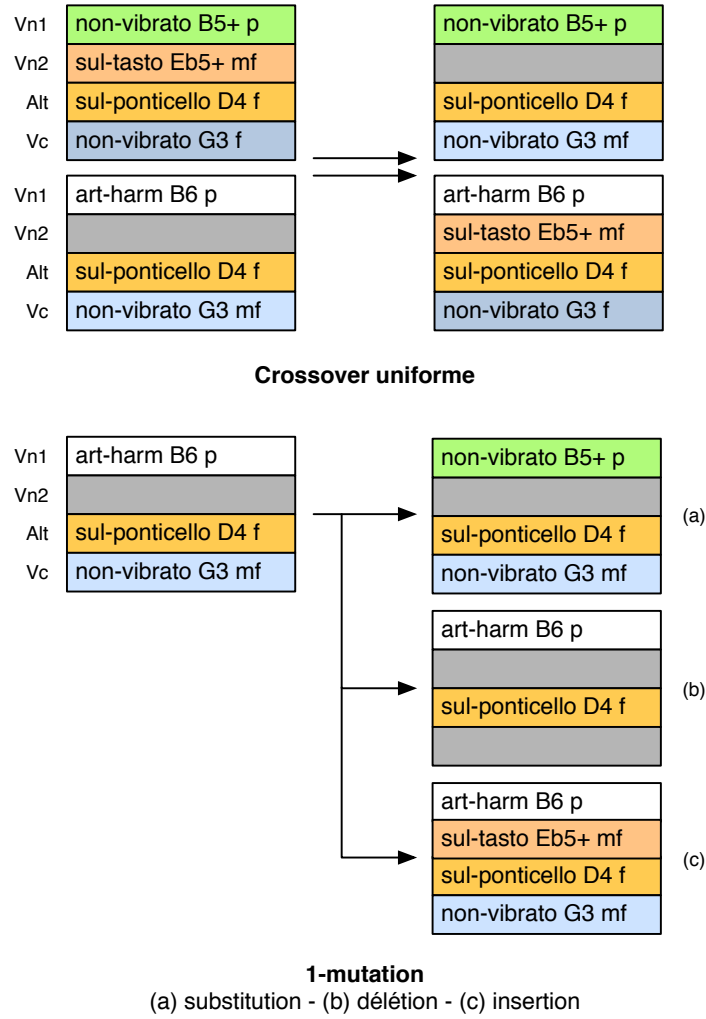 Vn1 non-vibrato B5+ p non-vibrato B5+ p
Vn2 sul-tasto Eb5+ mf
Alt sul-ponticello D4 f sul-ponticello D4 f
Vc non-vibrato G3 f non-vibrato G3 mf
Vn1 art-harm B6 p art-harm B6 p
Vn2 sul-tasto Eb5+ mf
Alt sul-ponticello D4 f sul-ponticello D4 f
Vc non-vibrato G3 mf non-vibrato G3 f
Crossover uniforme
Vn1 art-harm B6 p non-vibrato B5+ p
Vn2 (a)
Alt sul-ponticello D4 f sul-ponticello D4 f
Vc non-vibrato G3 mf non-vibrato G3 mf
art-harm B6 p
(b)
sul-ponticello D4 f
art-harm B6 p
sul-tasto Eb5+ mf
(c)
sul-ponticello D4 f
non-vibrato G3 mf
1-mutation
(a) substitution - (b) délétion - (c) insertion